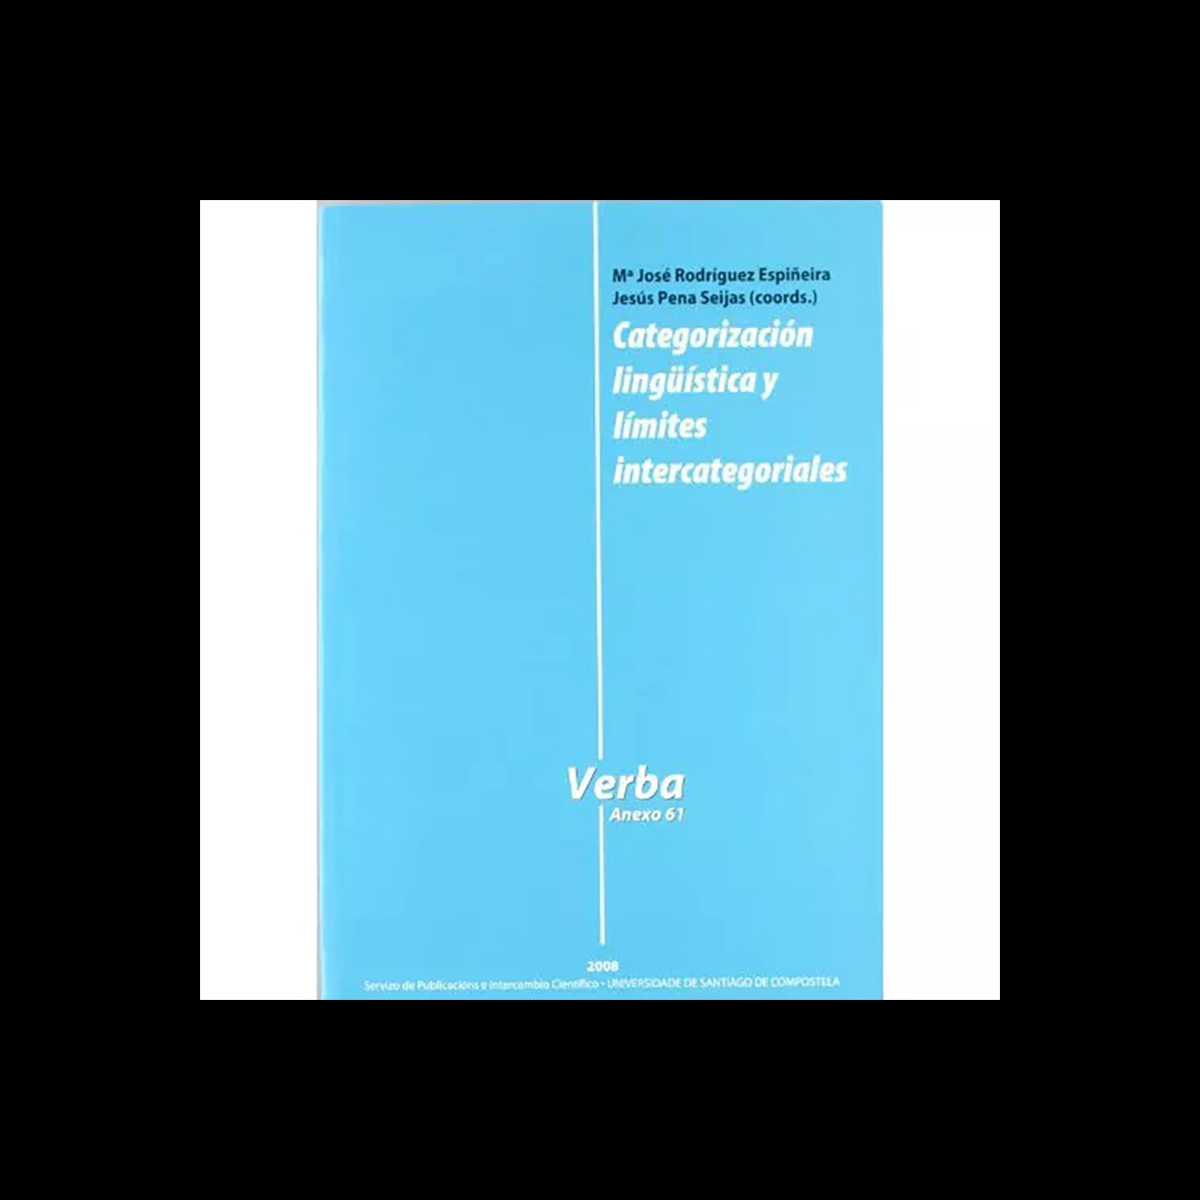 Mª José Rodríguez Espiñeira
Jesús Pena Seijas (coords.)
Categorización
lingüística y
límites
intercategoriales
Verba
Anexo 61
2008
Servizo de Publicacións e Intercambio Científico • UNIVERSIDADE DE SANTIAGO DE COMPOSTELA